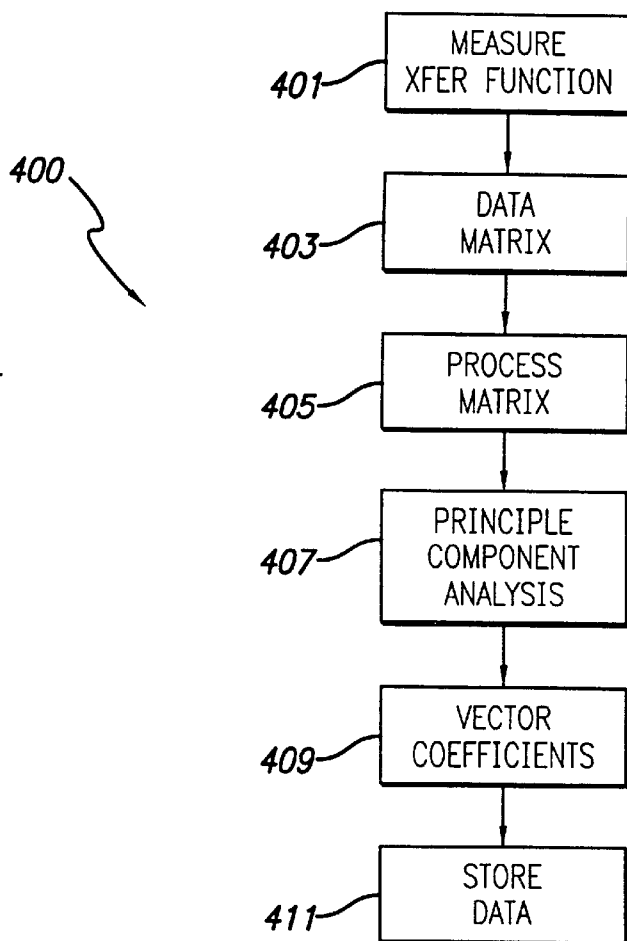 MEASURE
XFER FUNCTION
401
400
DATA
MATRIX
403
PROCESS
MATRIX
405
PRINCIPLE
COMPONENT
ANALYSIS
407
VECTOR
COEFFICIENTS
409
STORE
DATA
411